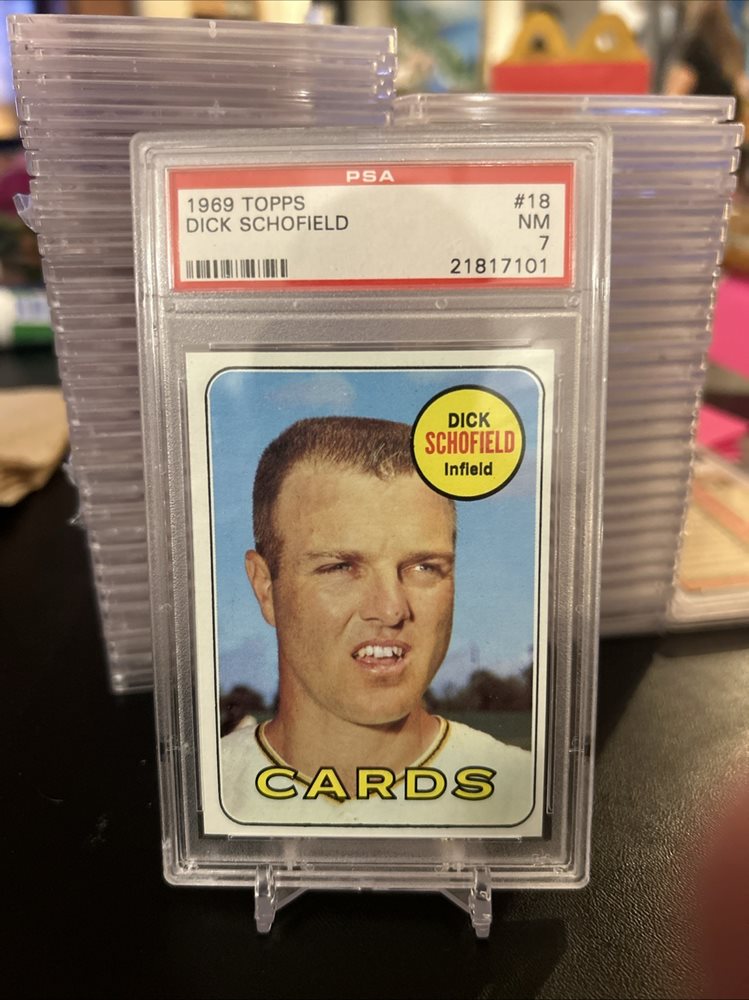 PSA
1969 TOPPS #18
DICK SCHOFIELD NM
7
21817101
DICK
SCHOFIELD
Infield
CARDS